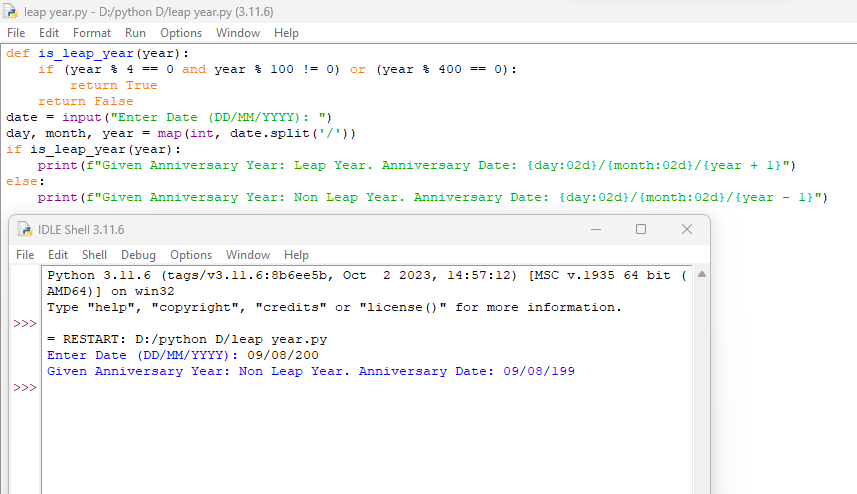 leap year.py - D:/python D/leap year.py (3.11.6)
File Edit Format Run Options Window Help
def is_leap_year(year):
    if (year % 4 == 0 and year % 100 != 0) or (year % 400 == 0):
        return True
    return False
date = input("Enter Date (DD/MM/YYYY): ")
day, month, year = map(int, date.split('/'))
if is_leap_year(year):
    print(f"Given Anniversary Year: Leap Year. Anniversary Date: {day:02d}/{month:02d}/{year + 1}")
else:
    print(f"Given Anniversary Year: Non Leap Year. Anniversary Date: {day:02d}/{month:02d}/{year - 1}")
IDLE Shell 3.11.6
File Edit Shell Debug Options Window Help
Python 3.11.6 (tags/v3.11.6:8b6ee5b, Oct  2 2023, 14:57:12) [MSC v.1935 64 bit (
AMD64)] on win32
Type "help", "copyright", "credits" or "license()" for more information.
>>>
= RESTART: D:/python D/leap year.py
Enter Date (DD/MM/YYYY): 09/08/200
Given Anniversary Year: Non Leap Year. Anniversary Date: 09/08/199
>>>